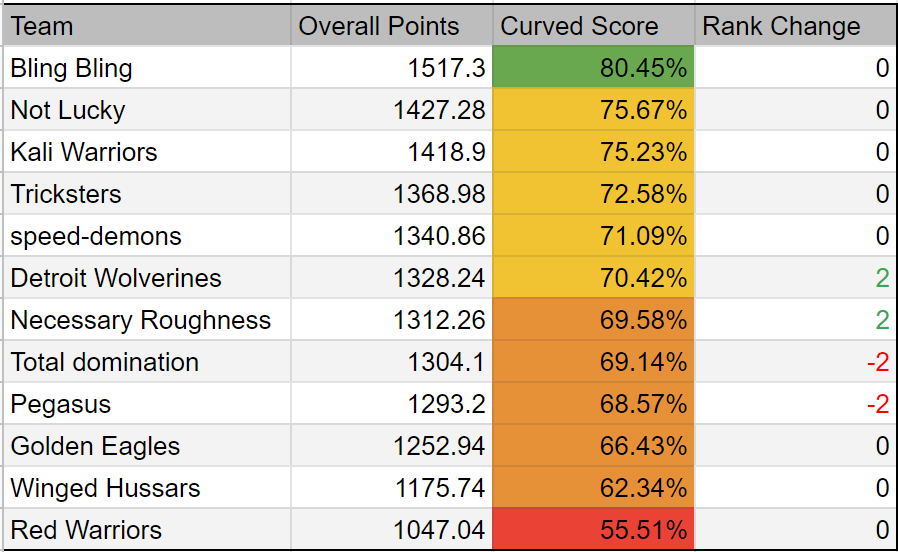 Team Overall Points Curved Score Rank Change
Bling Bling 1517.3 80.45% 0
Not Lucky 1427.28 75.67% 0
Kali Warriors 1418.9 75.23% 0
Tricksters 1368.98 72.58% 0
speed-demons 1340.86 71.09% 0
Detroit Wolverines 1328.24 70.42% 2
Necessary Roughness 1312.26 69.58% 2
Total domination 1304.1 69.14% -2
Pegasus 1293.2 68.57% -2
Golden Eagles 1252.94 66.43% 0
Winged Hussars 1175.74 62.34% 0
Red Warriors 1047.04 55.51% 0